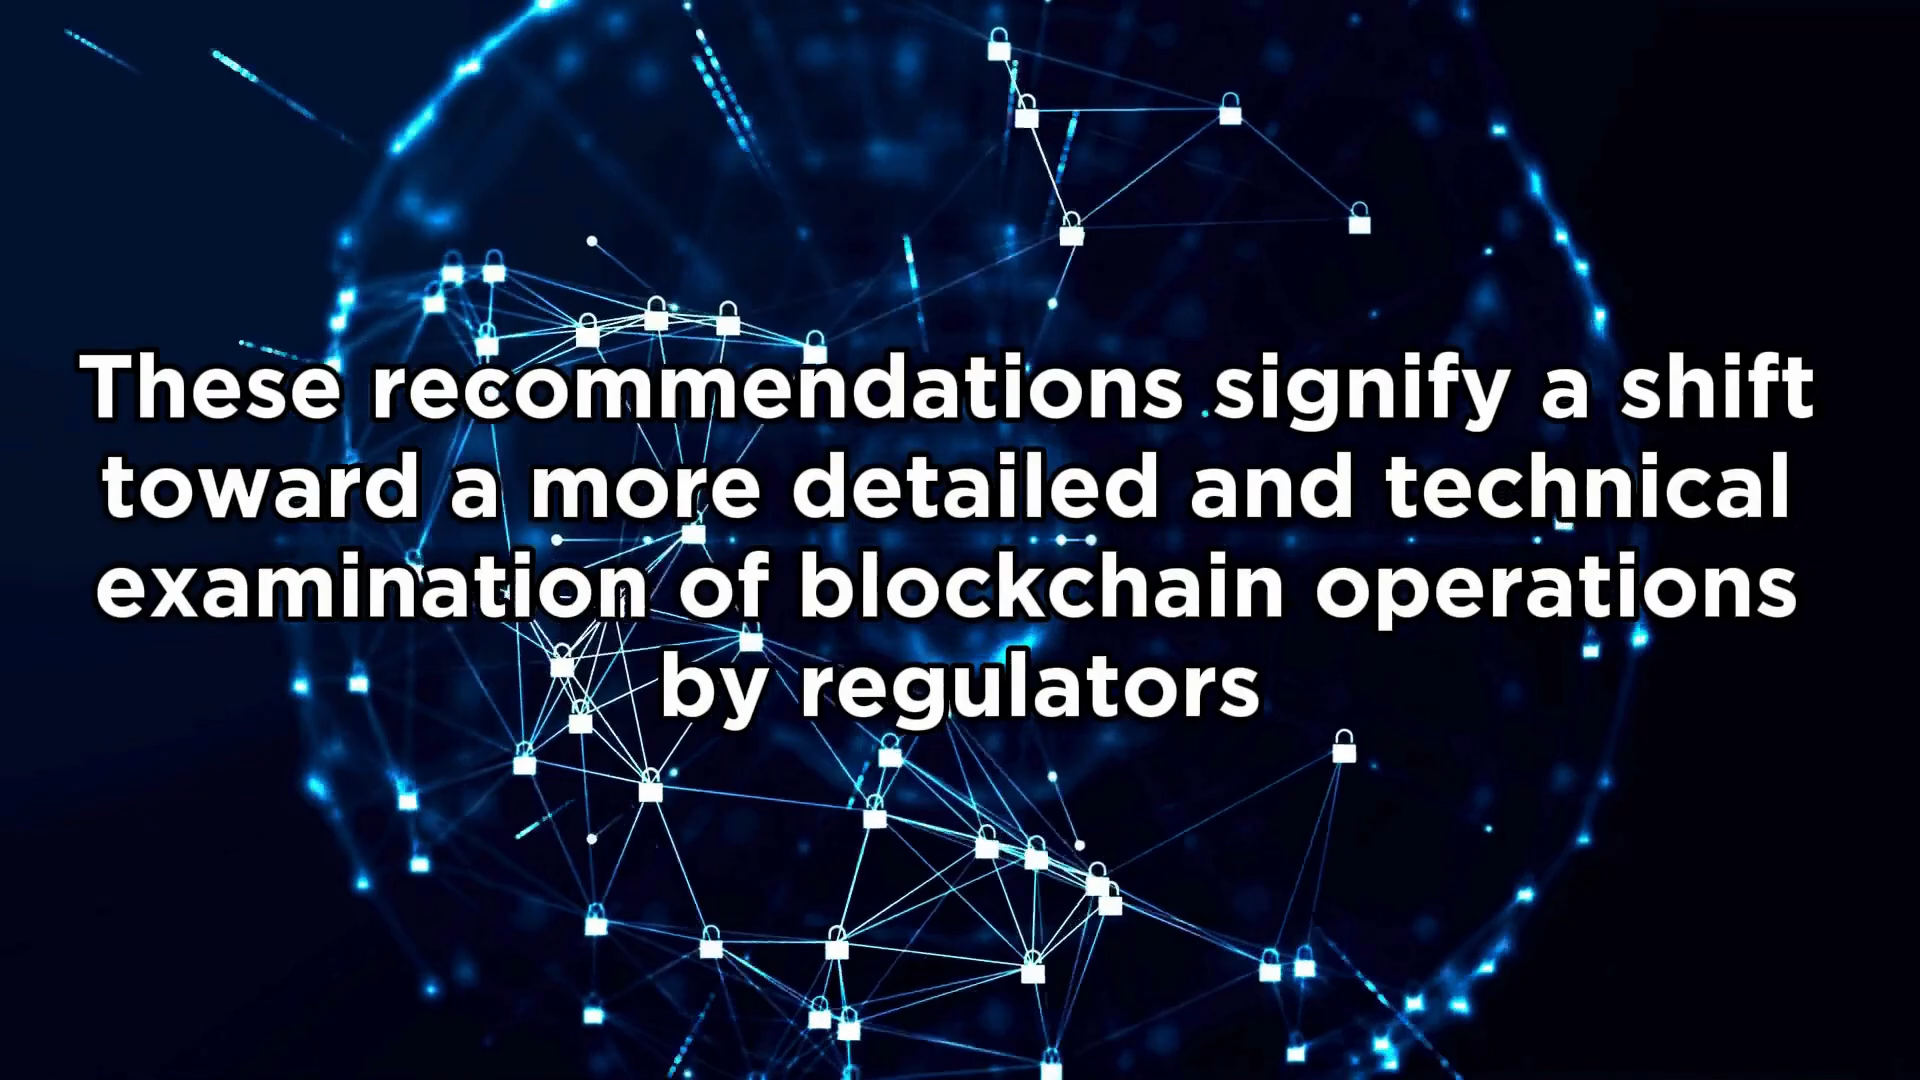 These recommendations signify a shift
toward a more detailed and technical
examination of blockchain operations
by regulators